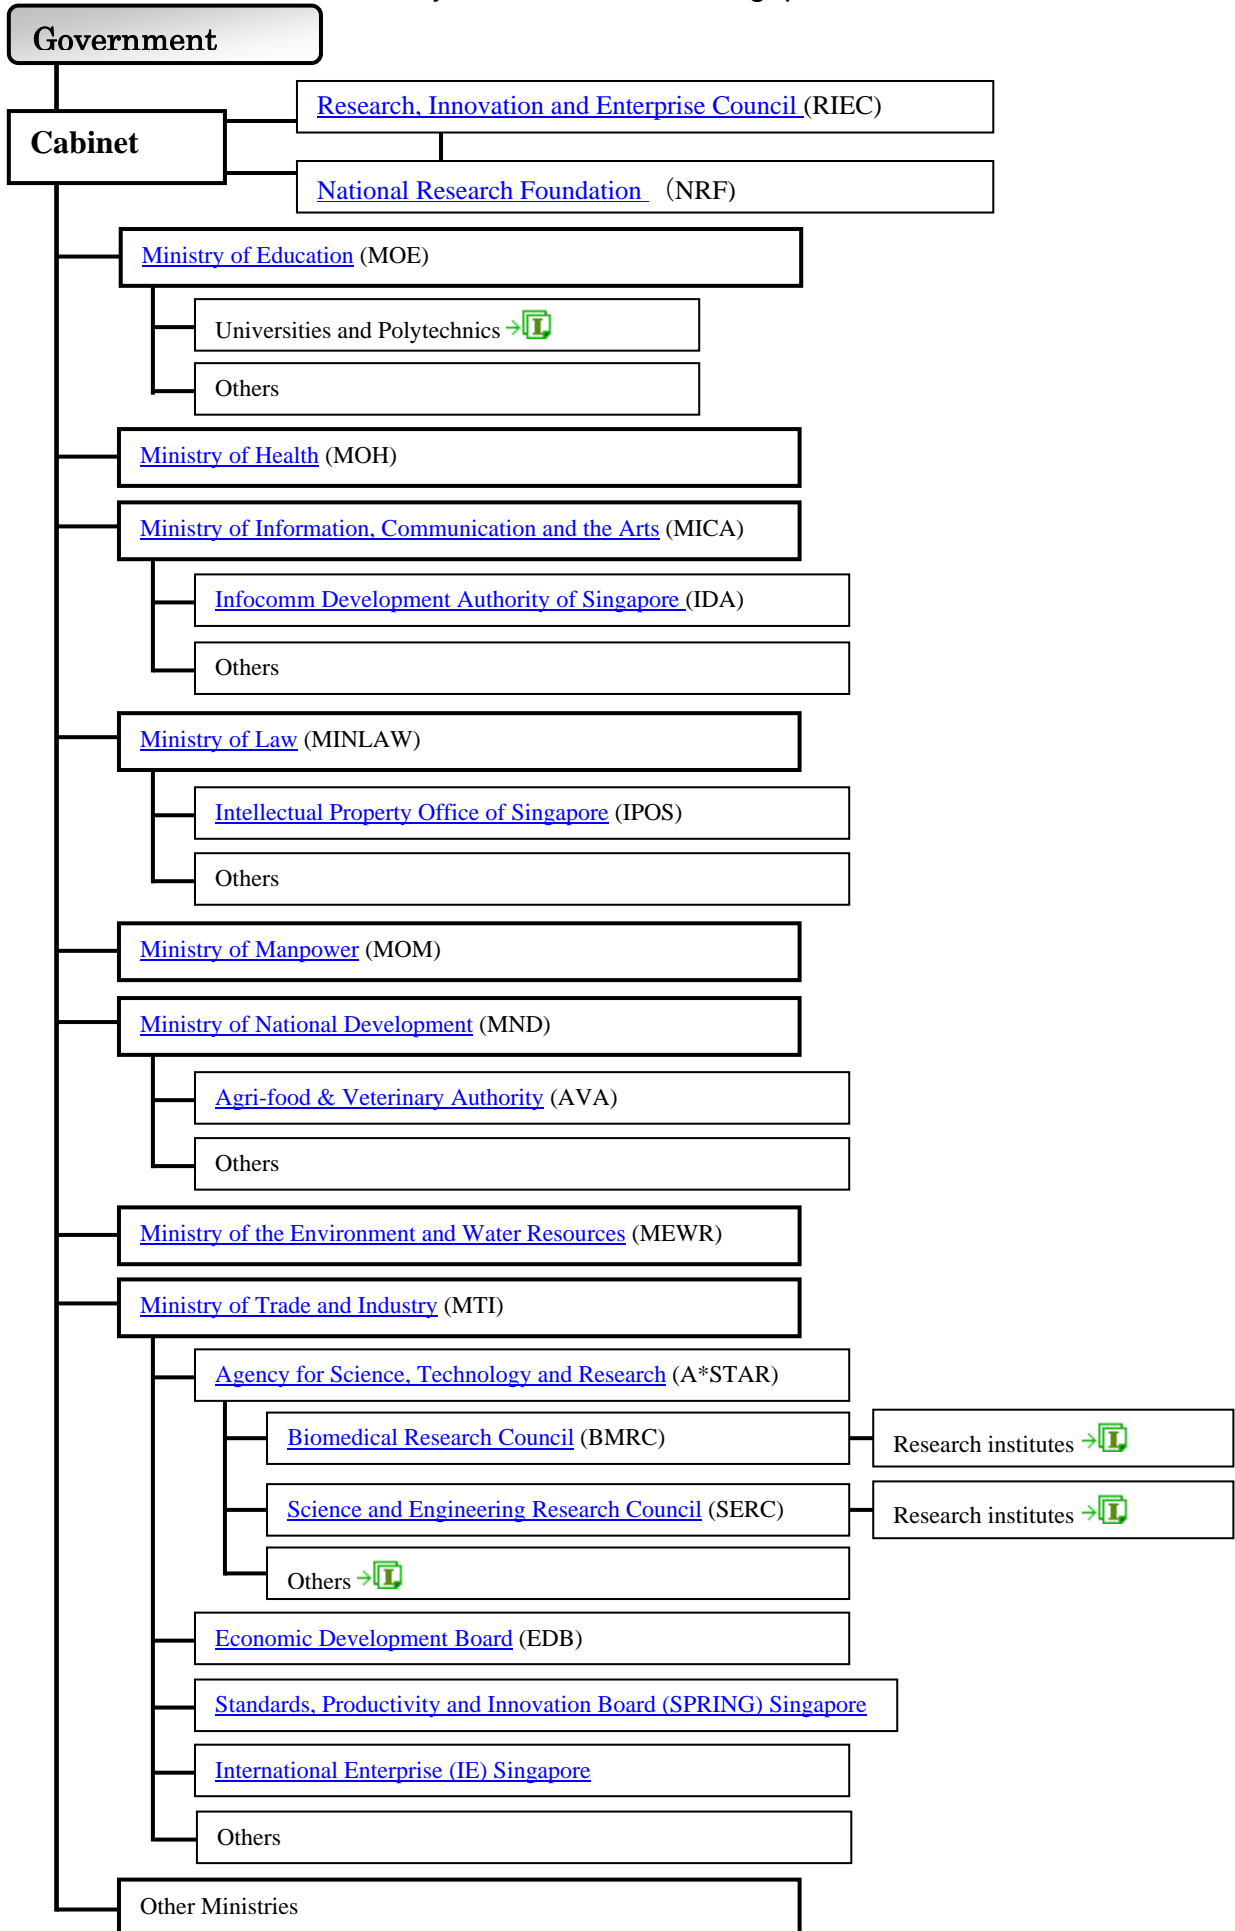 Government
Cabinet
Research, Innovation and Enterprise Council (RIEC)
National Research Foundation （NRF)
Ministry of Education (MOE)
Universities and Polytechnics →I
Others
Ministry of Health (MOH)
Ministry of Information, Communication and the Arts (MICA)
Infocomm Development Authority of Singapore (IDA)
Others
Ministry of Law (MINLAW)
Intellectual Property Office of Singapore (IPOS)
Others
Ministry of Manpower (MOM)
Ministry of National Development (MND)
Agri-food & Veterinary Authority (AVA)
Others
Ministry of the Environment and Water Resources (MEWR)
Ministry of Trade and Industry (MTI)
Agency for Science, Technology and Research (A*STAR)
Biomedical Research Council (BMRC)
Research institutes →I
Science and Engineering Research Council (SERC)
Research institutes →I
Others →I
Economic Development Board (EDB)
Standards, Productivity and Innovation Board (SPRING) Singapore
International Enterprise (IE) Singapore
Others
Other Ministries